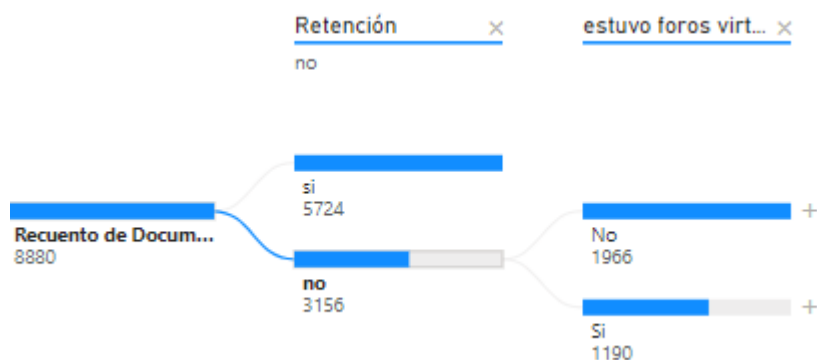 Retención ×
estuvo foros virt... ×
no
si
5724
Recuento de Docum...
8880
no
3156
No
1966
+
Si
1190
+